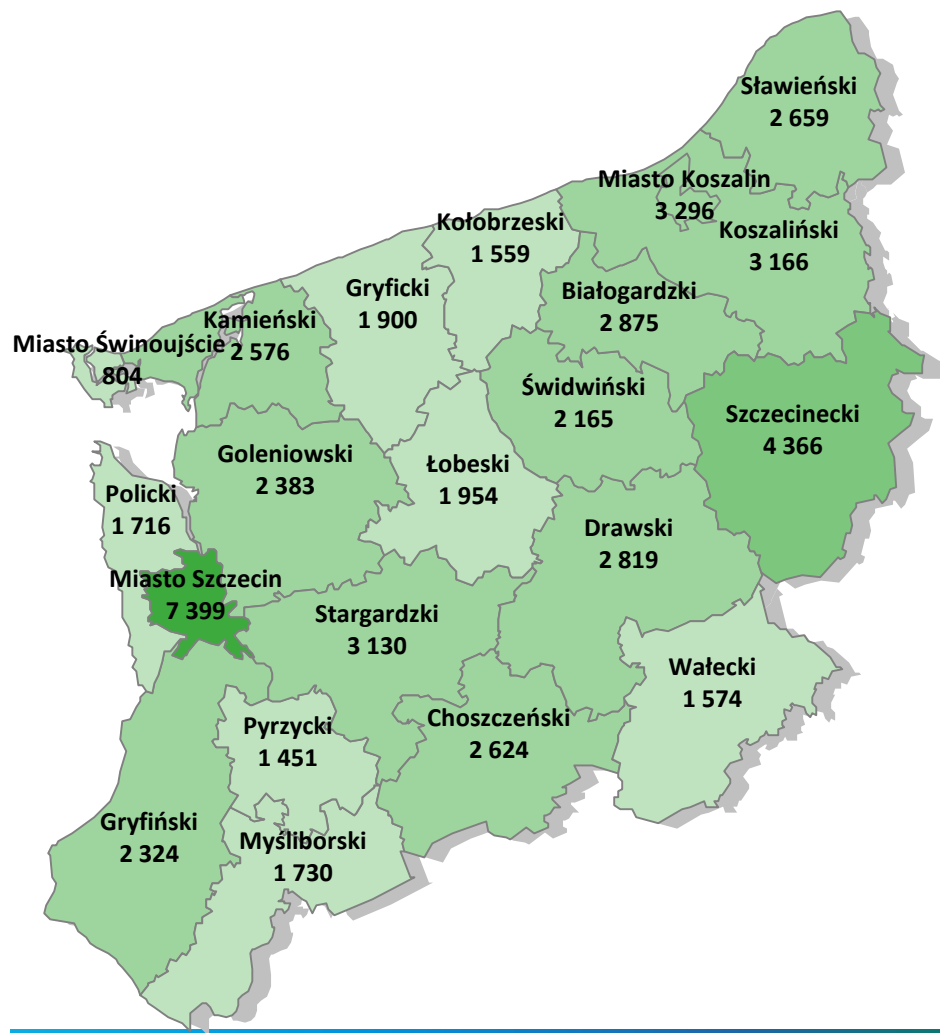 Sławieński
2 659
Miasto Koszalin
3 296
Koszaliński
3 166
Kołobrzeski
1 559
Białogardzki
2 875
Gryficki
1 900
Kamieński
2 576
Miasto Świnoujście
804
Świdwiński
2 165
Szczecinecki
4 366
Goleniowski
2 383
Łobeski
1 954
Policki
1 716
Drawski
2 819
Miasto Szczecin
7 399
Stargardzki
3 130
Wałecki
1 574
Choszczeński
2 624
Pyrzycki
1 451
Gryfiński
2 324
Myśliborski
1 730